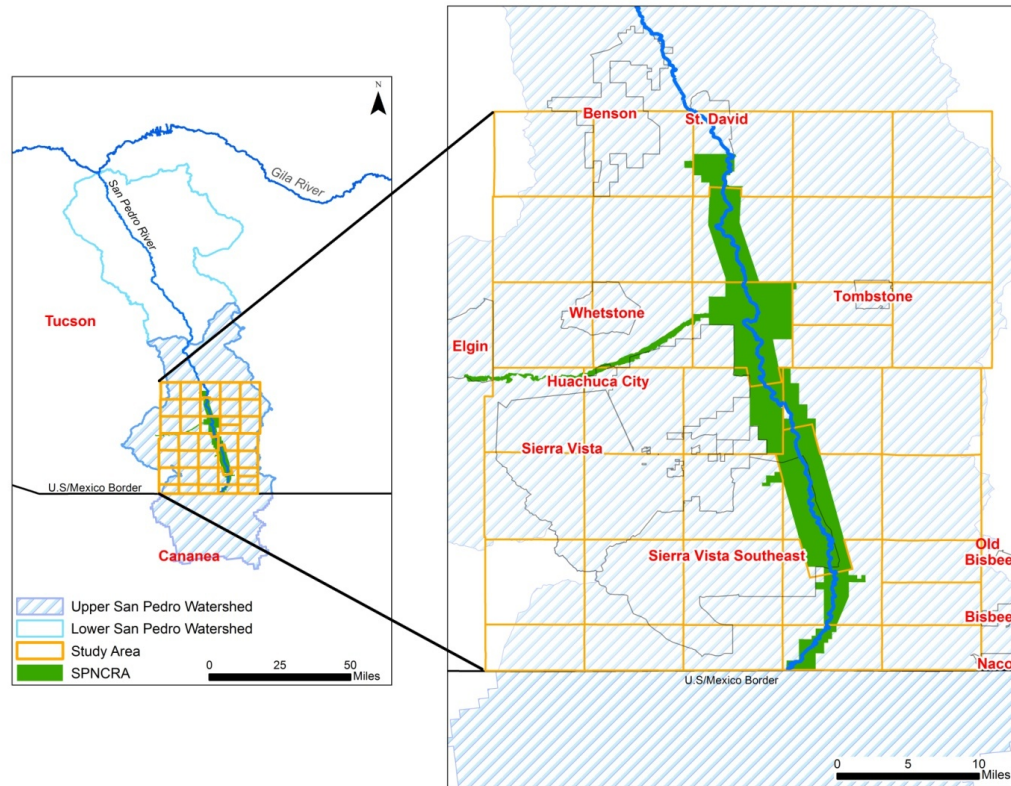 N
Gila River
San Pedro River
Tucson
U.S/Mexico Border
Cananea
Upper San Pedro Watershed
Lower San Pedro Watershed
Study Area
SPNCRA
0 50
Miles
Benson
St. David
Whetstone
Tombstone
Elgin
Huachuca City
Sierra Vista
Sierra Vista Southeast
Old
Bisbee
Bisbee
Naco
U.S/Mexico Border
0 5 10
Miles